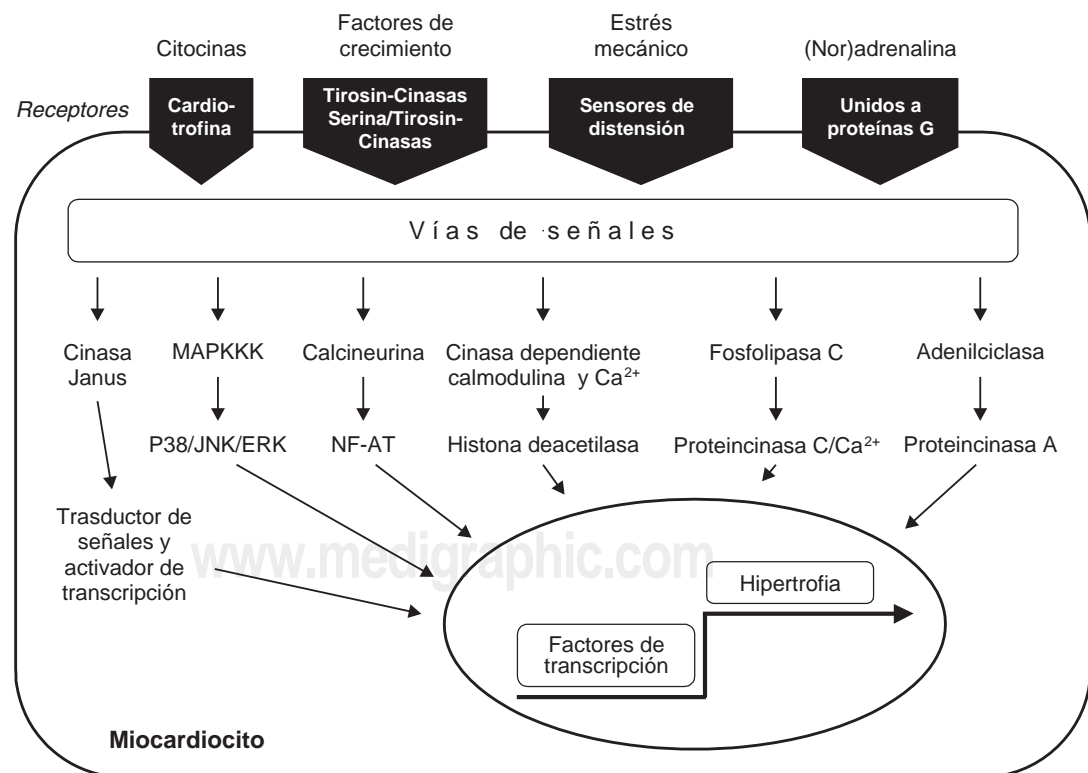 Citocinas
Factores de
crecimiento
Estrés
mecánico
(Nor)adrenalina
Receptores
Cardio-
trofina
Tirosin-Cinasas
Serina/Tirosin-
Cinasas
Sensores de
distensión
Unidos a
proteínas G
Vías de señales
Cinasa
Janus
MAPKKK
Calcineurina
Cinasa dependiente
calmodulina y Ca²⁺
Fosfolipasa C
Adenilciclasa
P38/JNK/ERK
NF-AT
Histona deacetilasa
Proteincinasa C/Ca²⁺
Proteincinasa A
Trasductor de
señales y
activador de
transcripción
www.medigraphic.com
Hipertrofia
Factores de
transcripción
Miocardiocito